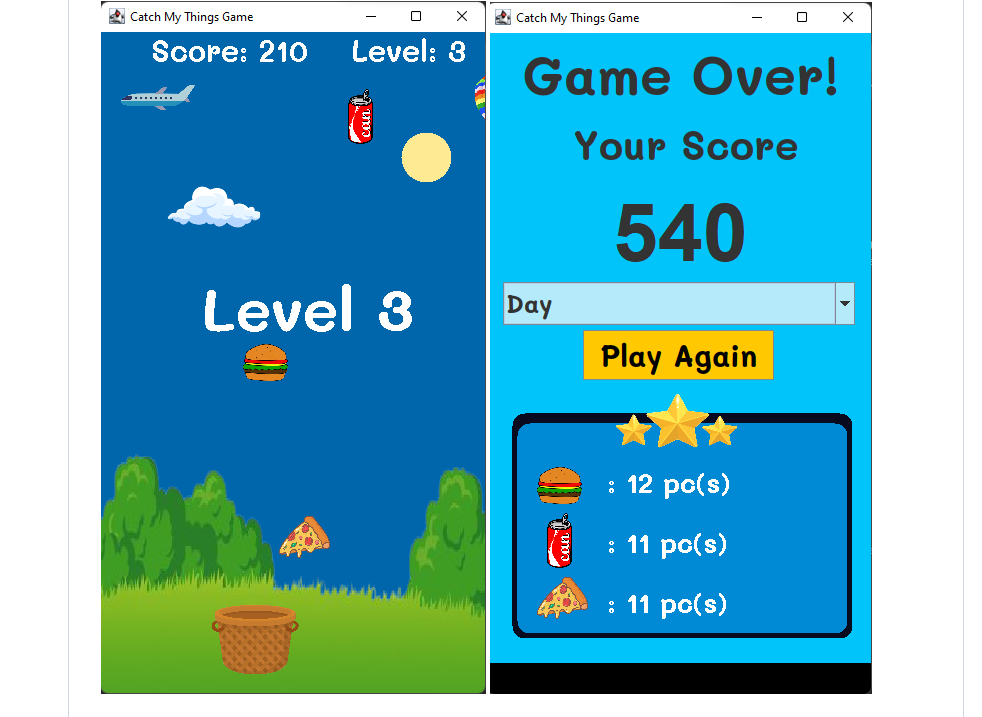 Catch My Things Game
Score: 210 Level: 3
can
Level 3
Catch My Things Game
Game Over!
Your Score
540
Day
Play Again
: 12 pc(s)
can
: 11 pc(s)
: 11 pc(s)